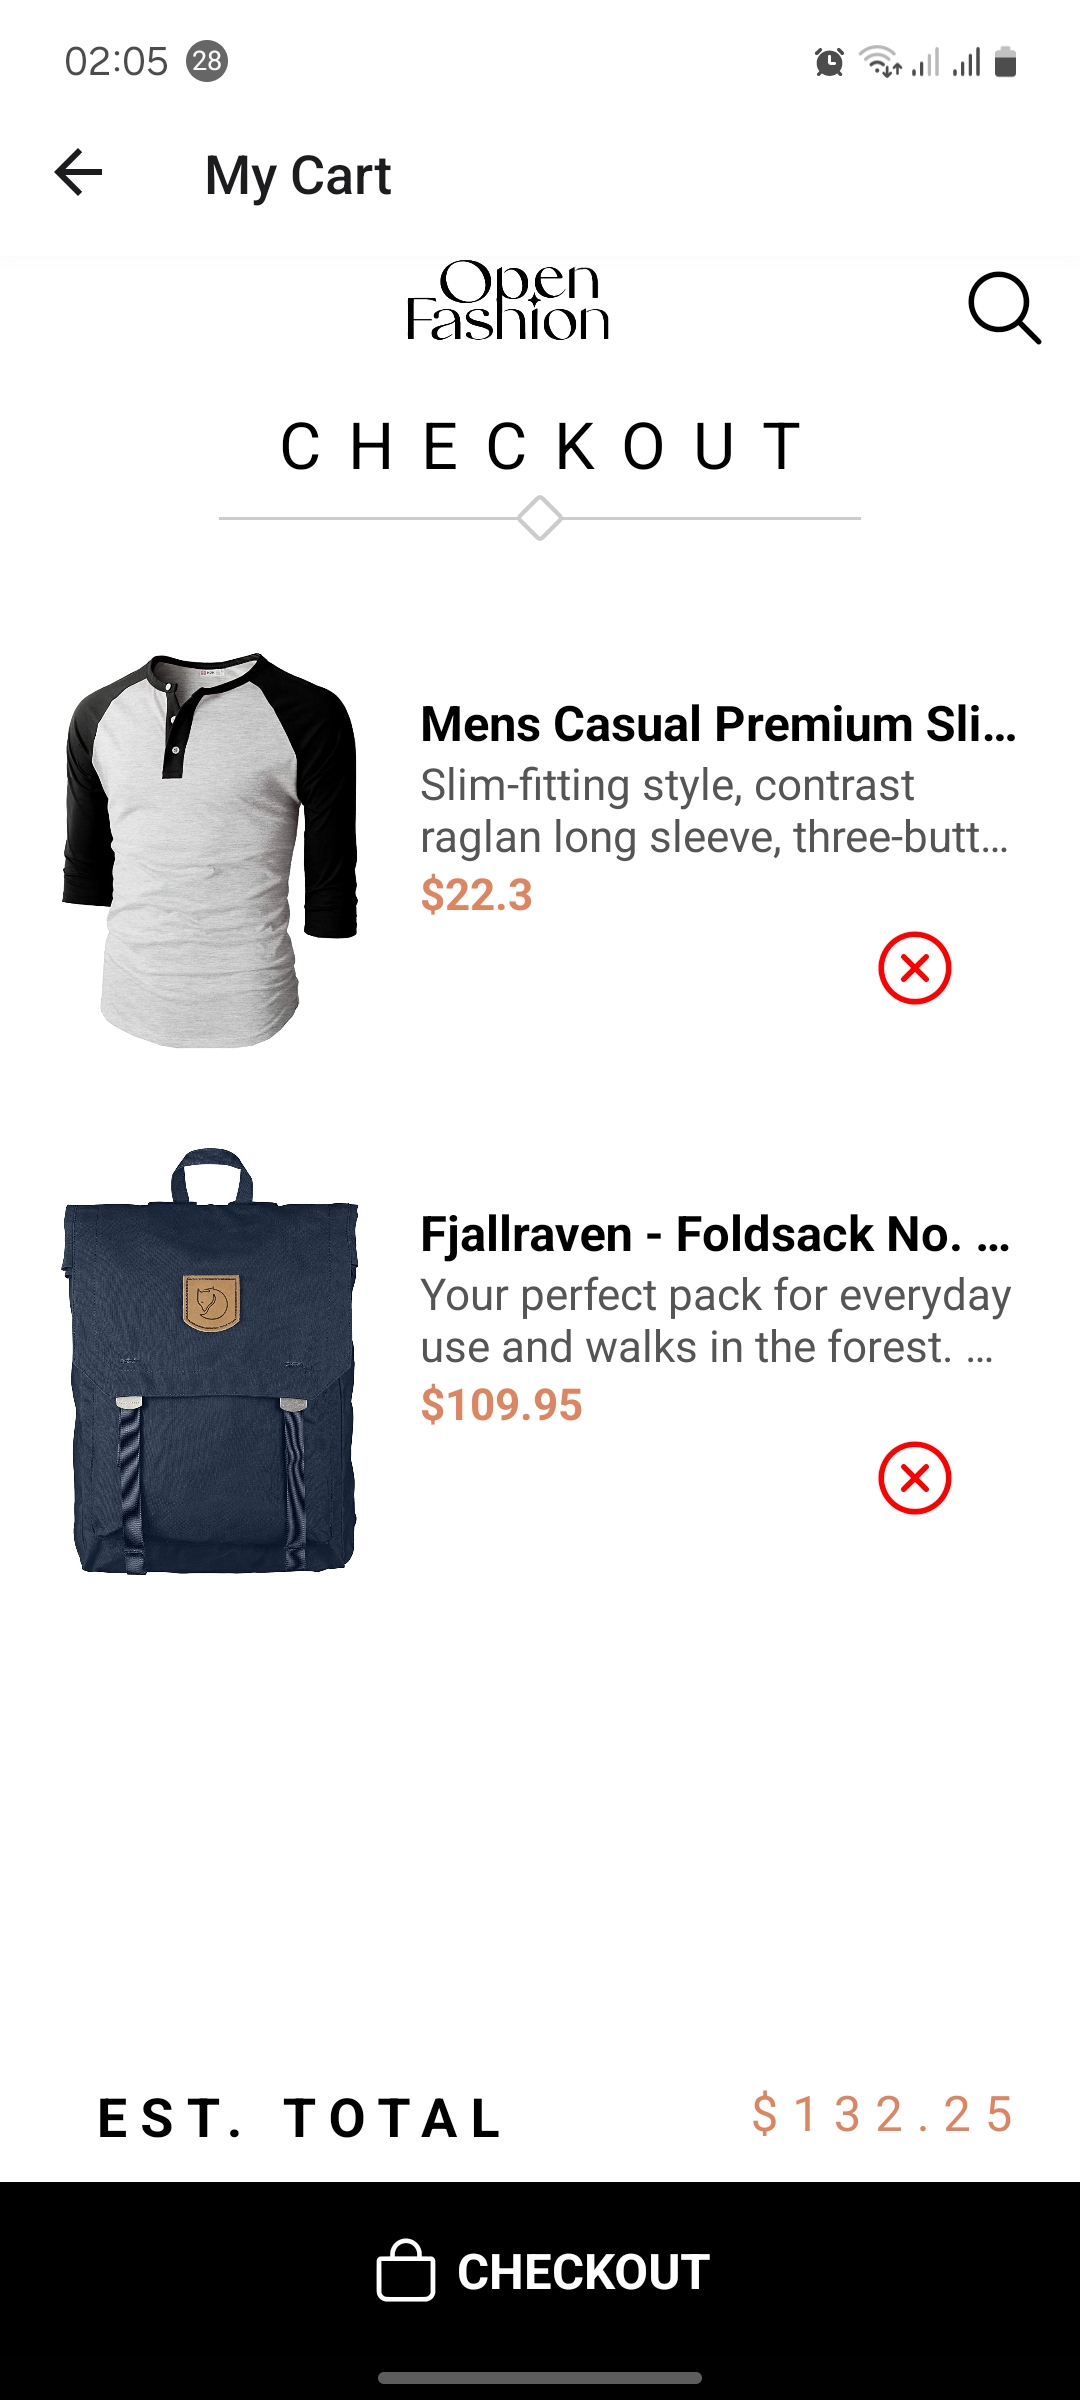 02:05 28
My Cart
Open
Fashion
CHECKOUT
Mens Casual Premium Sli...
Slim-fitting style, contrast
raglan long sleeve, three-butt...
$22.3
Fjallraven - Foldsack No. ...
Your perfect pack for everyday
use and walks in the forest. ...
$109.95
EST. TOTAL $132.25
CHECKOUT